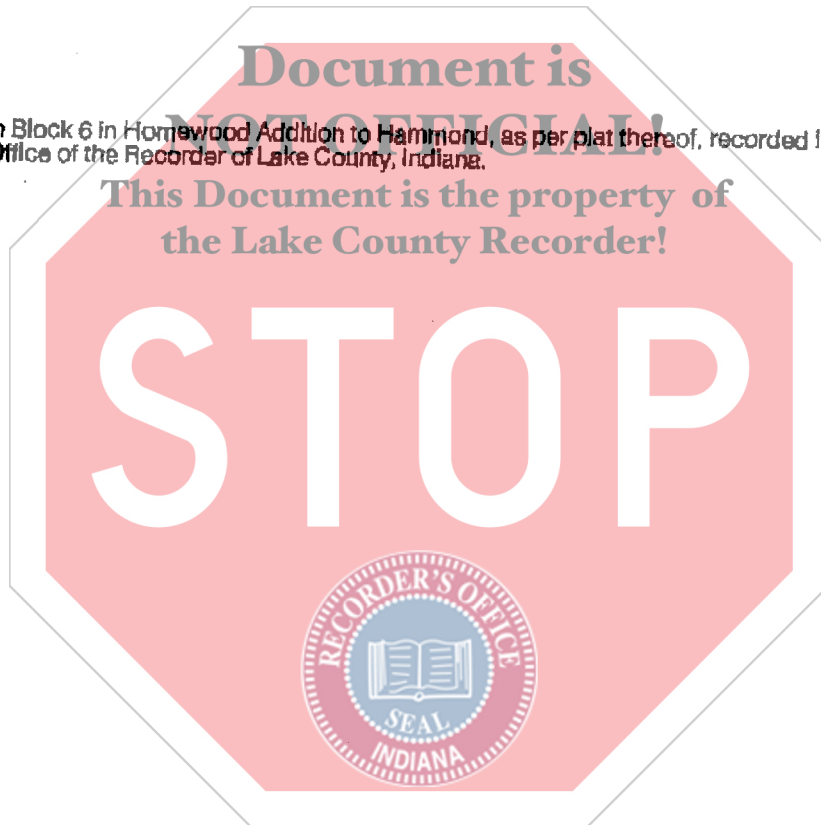 Document is
NOT OFFICIAL!
Block 6 in Homewood Addition to Hammond, as per plat thereof, recorded
Office of the Recorder of Lake County, Indiana.
This Document is the property of
the Lake County Recorder!
STOP
RECORDER'S OFFICE
SEAL
INDIANA